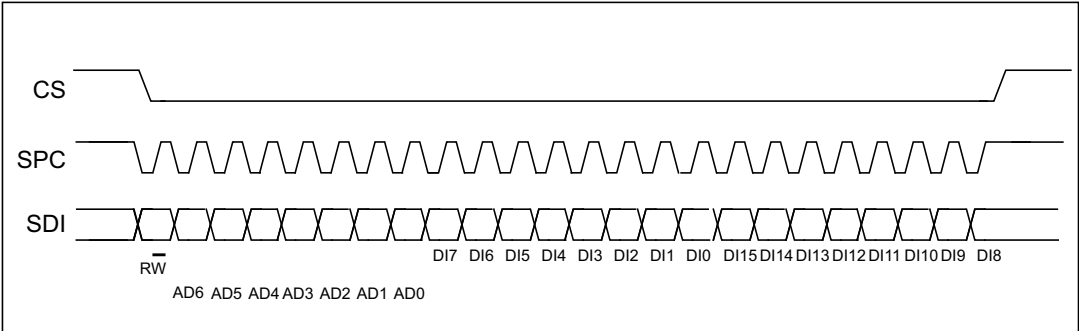 CS
SPC
SDI
RW DI7 DI6 DI5 DI4 DI3 DI2 DI1 DI0 DI15 DI14 DI13 DI12 DI11 DI10 DI9 DI8
AD6 AD5 AD4 AD3 AD2 AD1 AD0